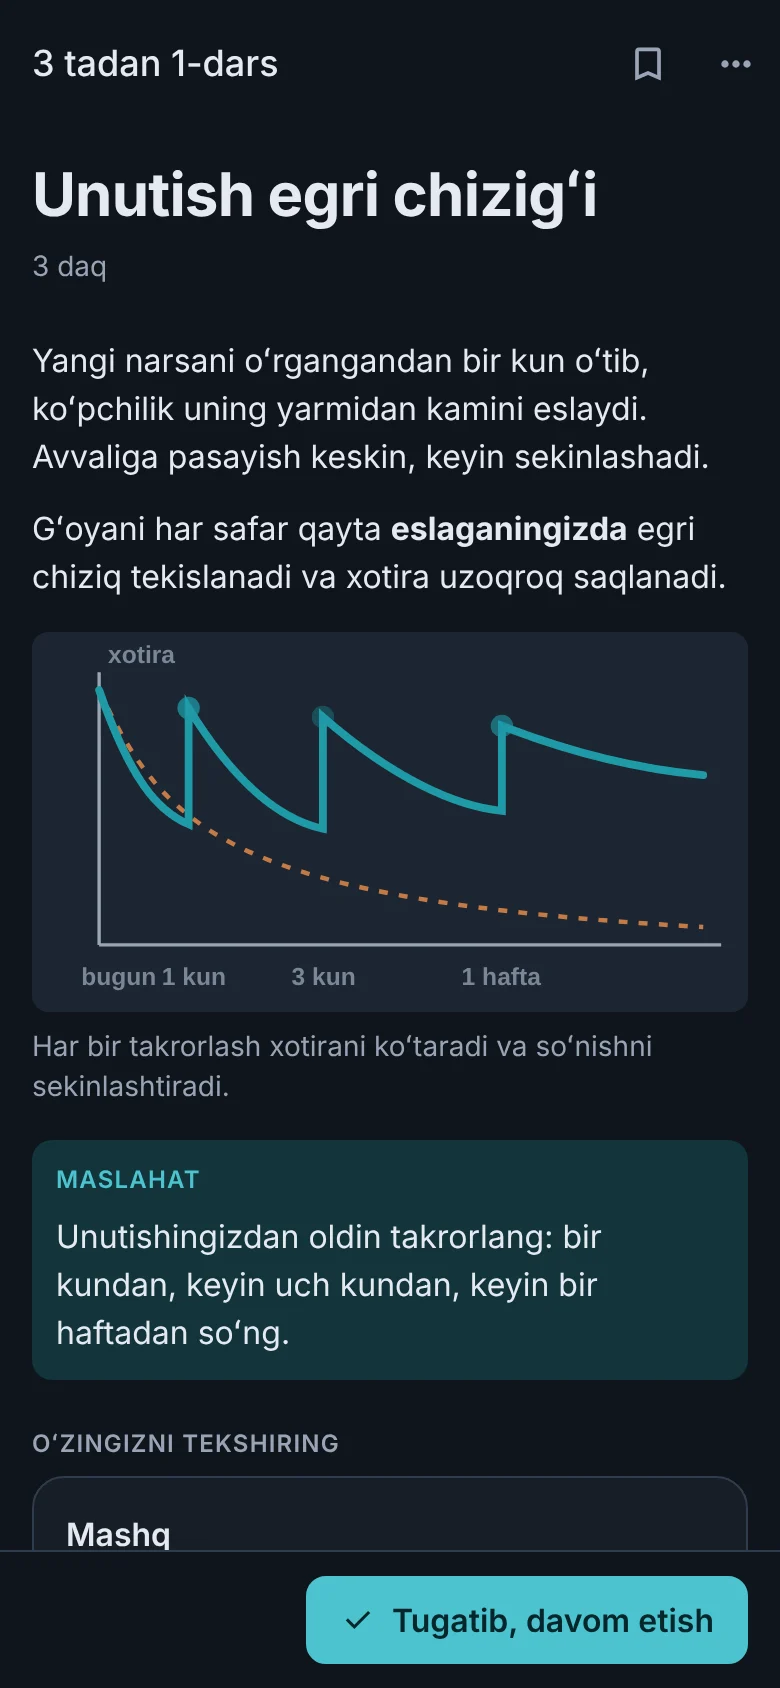 3 tadan 1-dars
Unutish egri chizigʻi
3 daq
Yangi narsani oʻrgangandan bir kun oʻtib,
koʻpchilik uning yarmidan kamini eslaydi.
Avvaliga pasayish keskin, keyin sekinlashadi.
Gʻoyani har safar qayta eslaganingizda egri
chiziq tekislanadi va xotira uzoqroq saqlanadi.
xotira
bugun 1 kun 3 kun 1 hafta
Har bir takrorlash xotirani koʻtaradi va soʻnishni
sekinlashtiradi.
MASLAHAT
Unutishingizdan oldin takrorlang: bir
kundan, keyin uch kundan, keyin bir
haftadan soʻng.
OʻZINGIZNI TEKSHIRING
Mashq
Tugatib, davom etish